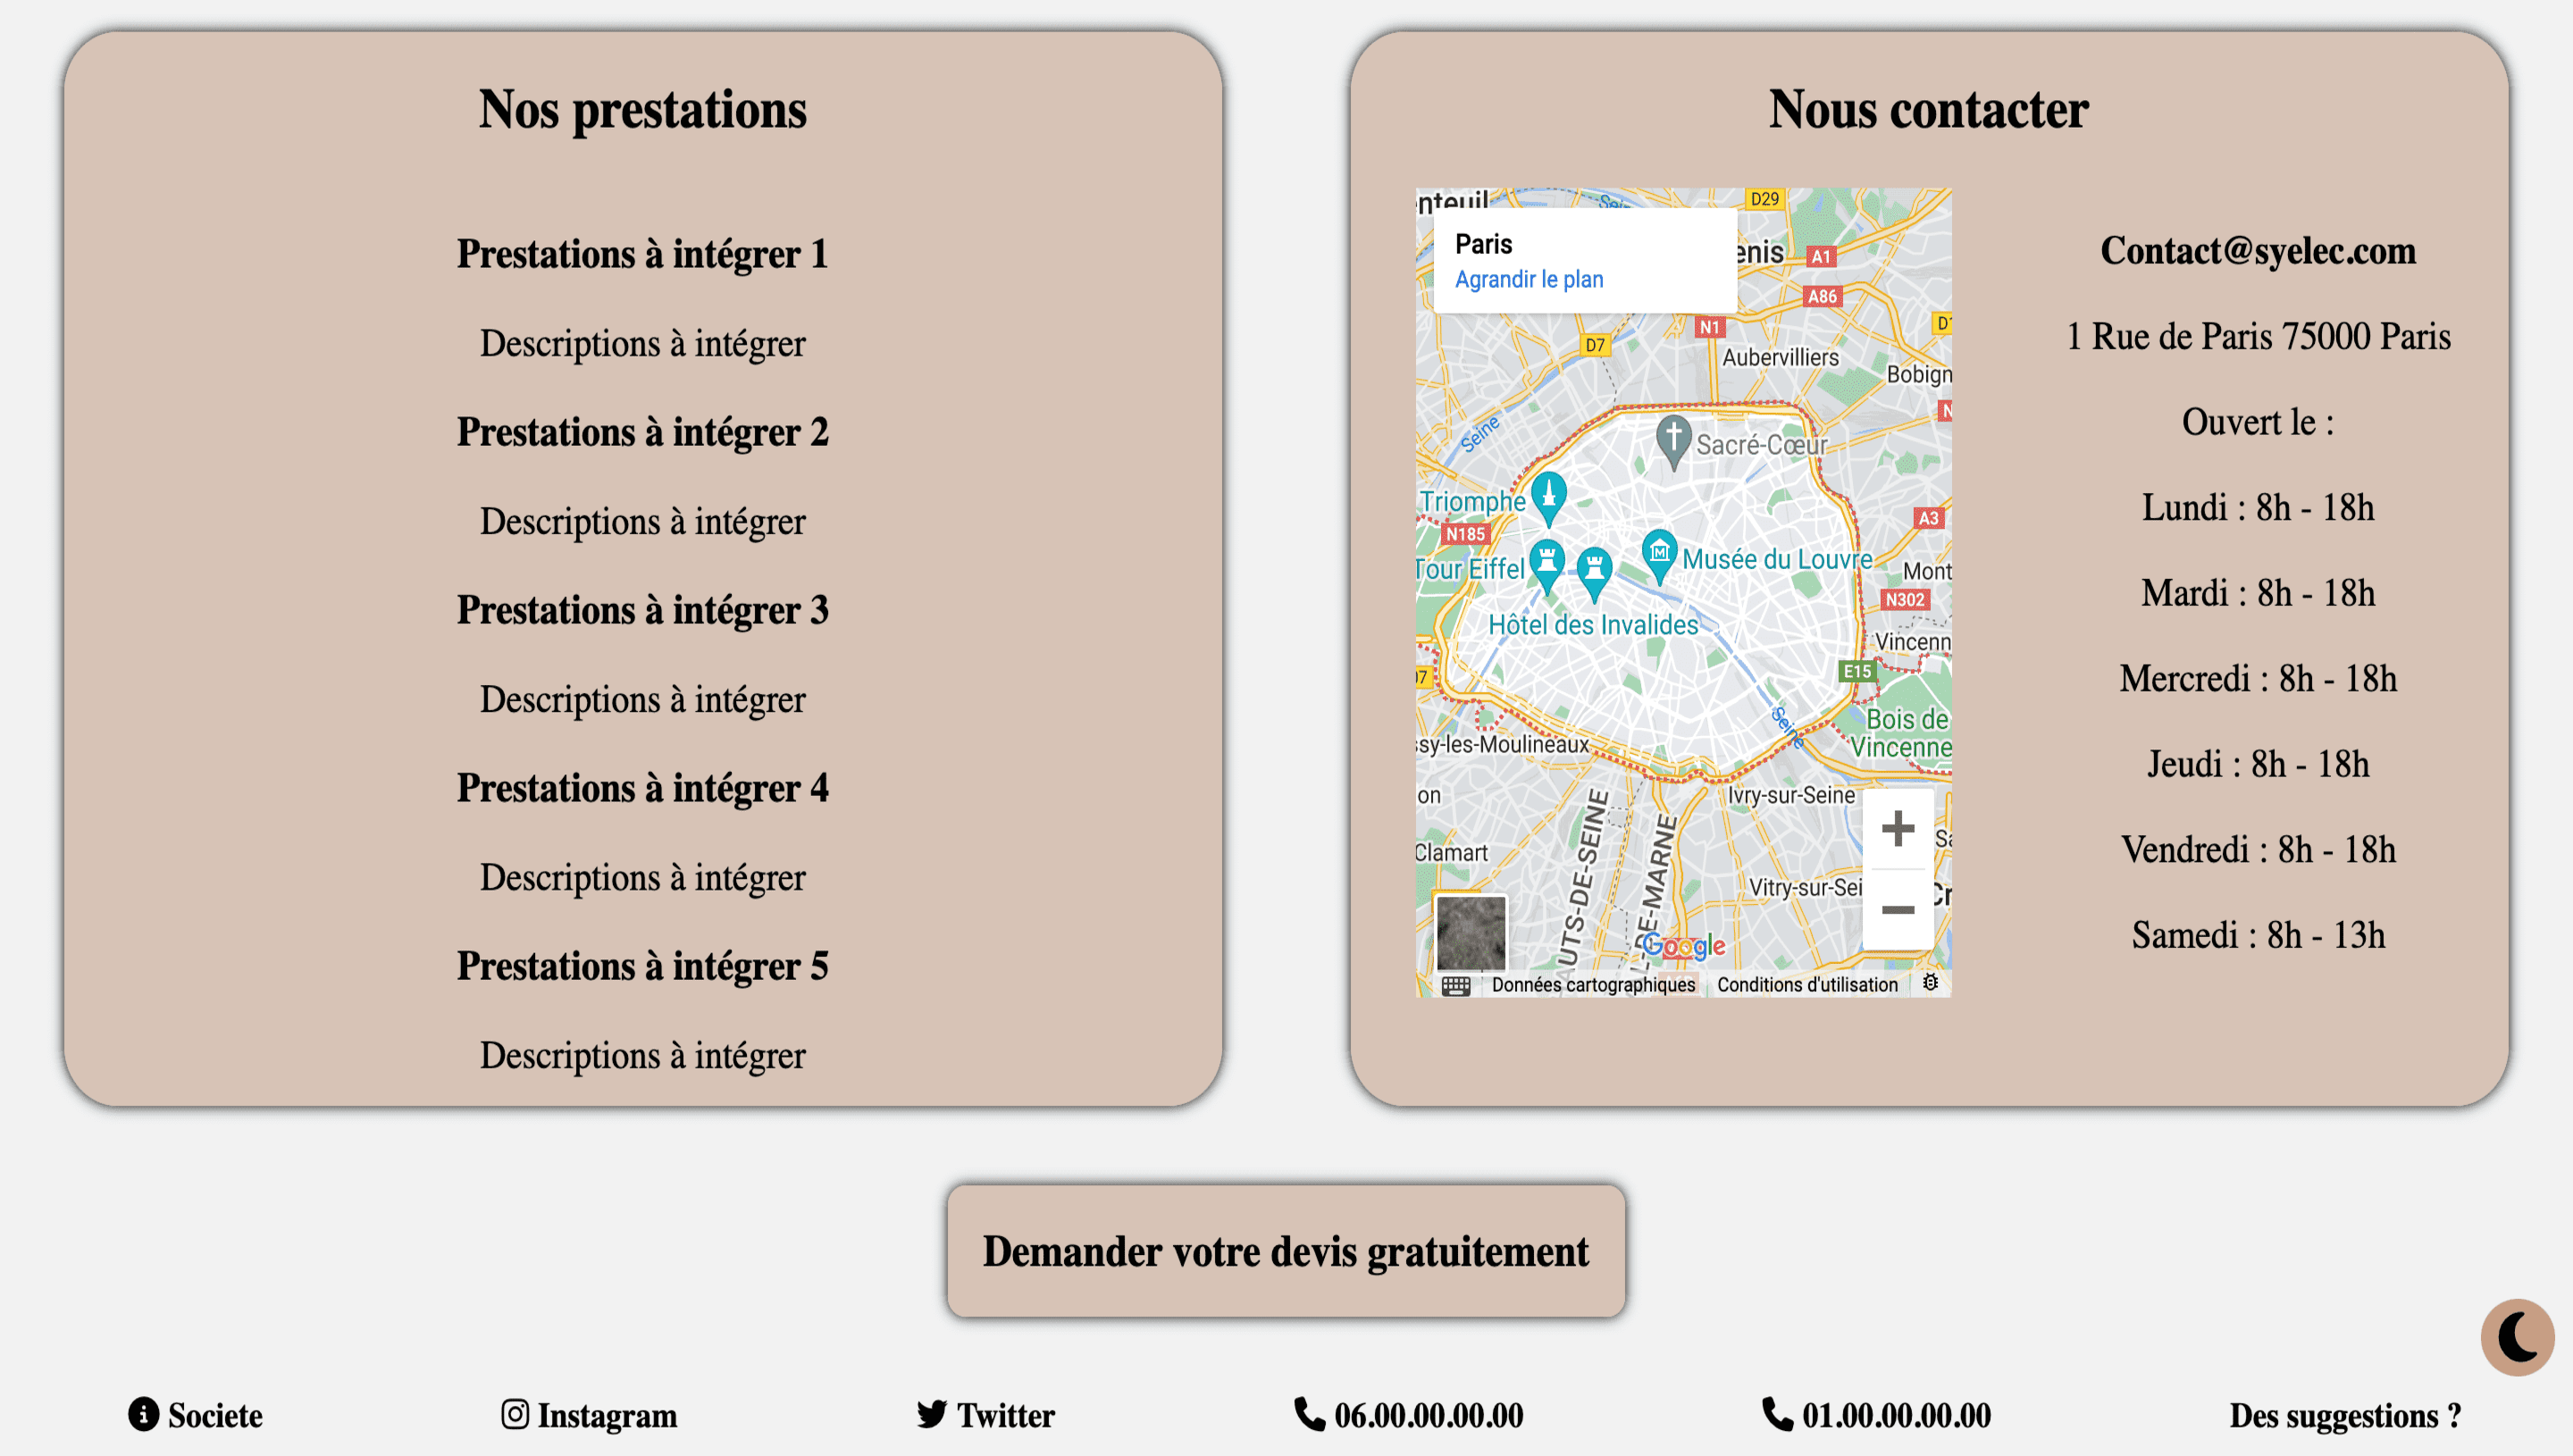 Nos prestations
Prestations à intégrer 1
Descriptions à intégrer
Prestations à intégrer 2
Descriptions à intégrer
Prestations à intégrer 3
Descriptions à intégrer
Prestations à intégrer 4
Descriptions à intégrer
Prestations à intégrer 5
Descriptions à intégrer
Nous contacter
nteuil
D29
Paris
Agrandir le plan
enis
A1
A86
N1
D7
Aubervilliers
Bobign
Seine
Sacré-Cœur
Triomphe
N185
A3
Tour Eiffel
Musée du Louvre
Mont
N302
Hôtel des Invalides
Vincenn
E15
Seine
Bois de
Vincenne
ssy-les-Moulineaux
on
Ivry-sur-Seine
Clamart
AUTS-DE-SEINE
L-DE-MARNE
Vitry-sur-Sei
Google
Données cartographiques
Conditions d'utilisation
Contact@syelec.com
1 Rue de Paris 75000 Paris
Ouvert le :
Lundi : 8h - 18h
Mardi : 8h - 18h
Mercredi : 8h - 18h
Jeudi : 8h - 18h
Vendredi : 8h - 18h
Samedi : 8h - 13h
Demander votre devis gratuitement
Societe
Instagram
Twitter
06.00.00.00.00
01.00.00.00.00
Des suggestions ?